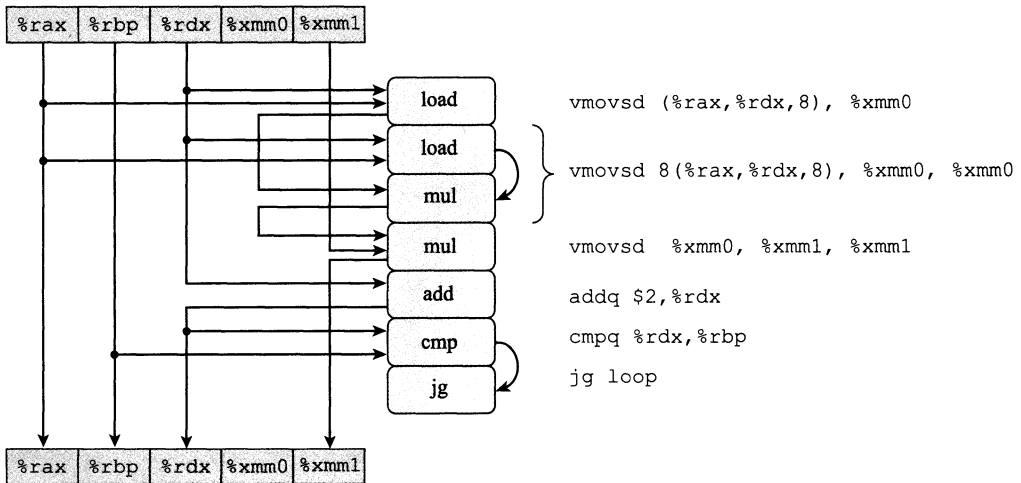 %rax %rbp %rdx %xmm0 %xmm1
load vmovsd (%rax,%rdx,8), %xmm0
load
vmovsd 8(%rax,%rdx,8), %xmm0, %xmm0
mul
mul vmovsd %xmm0, %xmm1, %xmm1
add addq $2,%rdx
cmp cmpq %rdx,%rbp
jg jg loop
%rax %rbp %rdx %xmm0 %xmm1